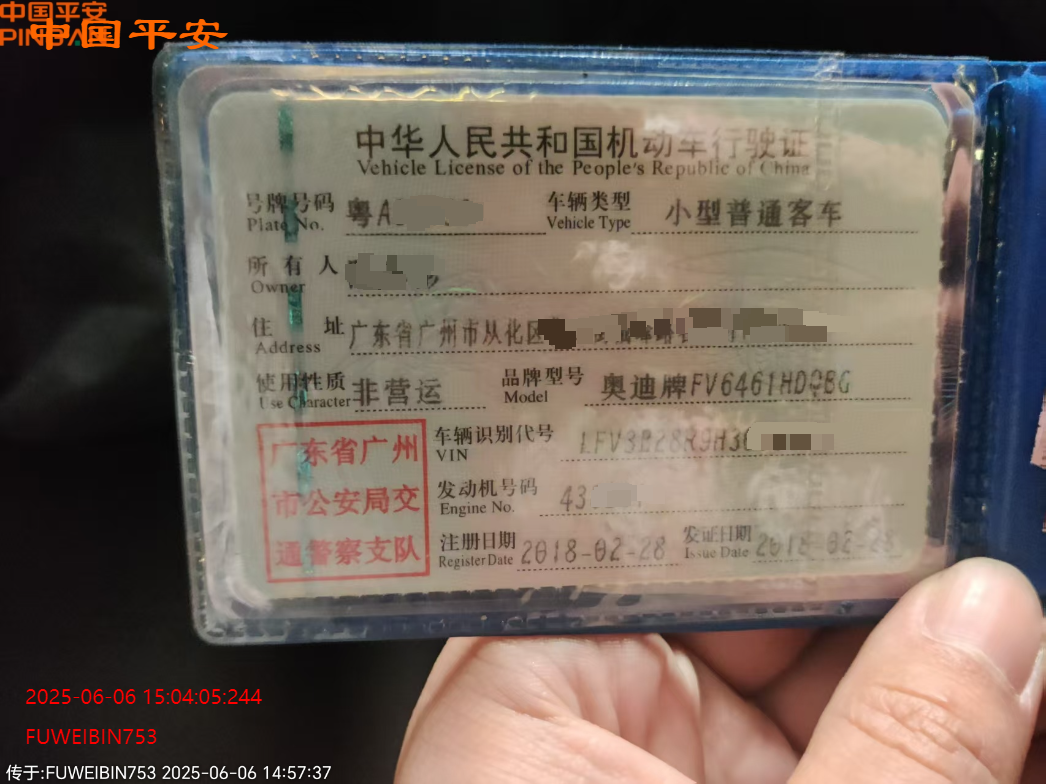 中国平安
PING
中国平安
中华人民共和国机动车行驶证
Vehicle License of the People's Republic of China
号牌号码 粤A 车辆类型 小型普通客车
Plate No. Vehicle Type
所有人
Owner
住址 广东省广州市从化区
Address
使用性质 非营运 品牌型号 奥迪牌FV6461HDQBG
Use Character Model
广东省广州
市公安局交
通警察支队
车辆识别代号 LFV3B28R9H3
VIN
发动机号码 43
Engine No.
注册日期 2018-02-28 发证日期 2018-02-28
Register Date Issue Date
2025-06-06 15:04:05:244
FUWEIBIN753
传于:FUWEIBIN753 2025-06-06 14:57:37